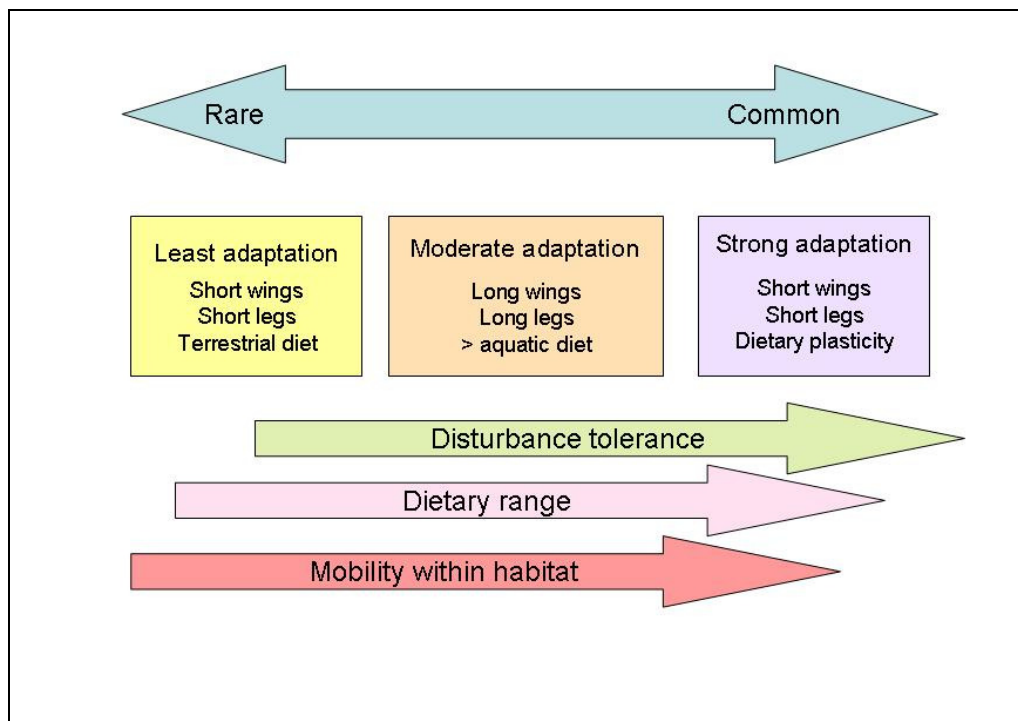 Rare
Common
Least adaptation
Short wings
Short legs
Terrestrial diet
Moderate adaptation
Long wings
Long legs
> aquatic diet
Strong adaptation
Short wings
Short legs
Dietary plasticity
Disturbance tolerance
Dietary range
Mobility within habitat